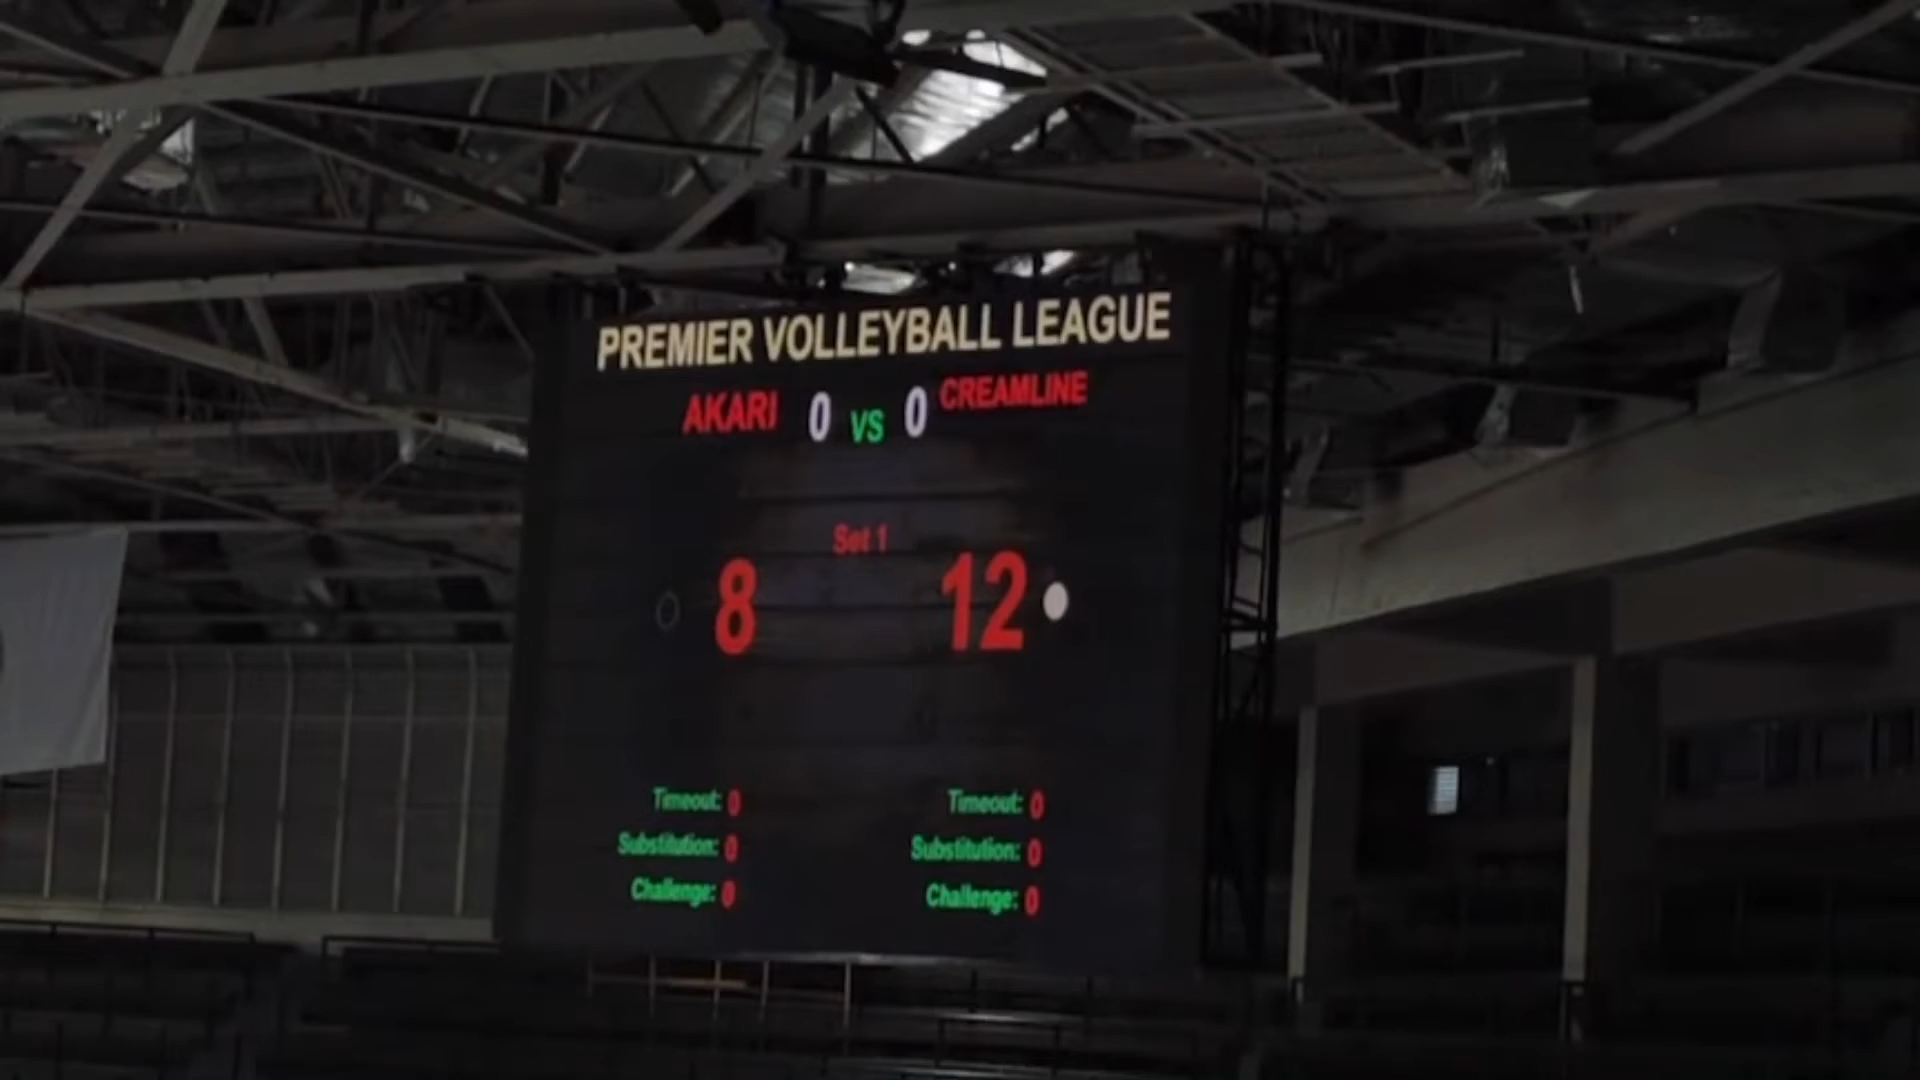 PREMIER VOLLEYBALL LEAGUE
AKARI 0 VS 0 CREAMLINE
Set 1
8 12
Timeout: 0 Timeout: 0
Substitution: 0 Substitution: 0
Challenge: 0 Challenge: 0